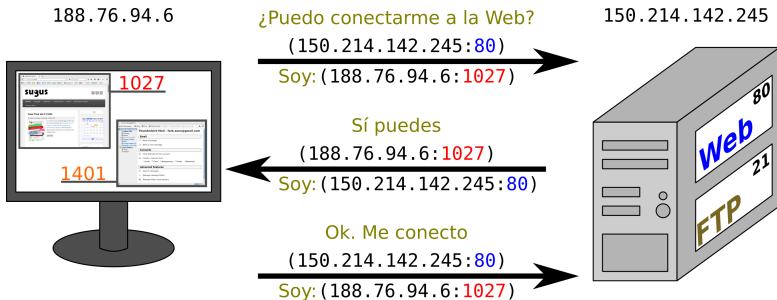 188.76.94.6
¿Puedo conectarme a la Web?
150.214.142.245
(150.214.142.245:80)
Soy:(188.76.94.6:1027)
1027
sugus
1401
Sí puedes
(188.76.94.6:1027)
Soy:(150.214.142.245:80)
Ok. Me conecto
(150.214.142.245:80)
Soy:(188.76.94.6:1027)
80
Web
21
FTP